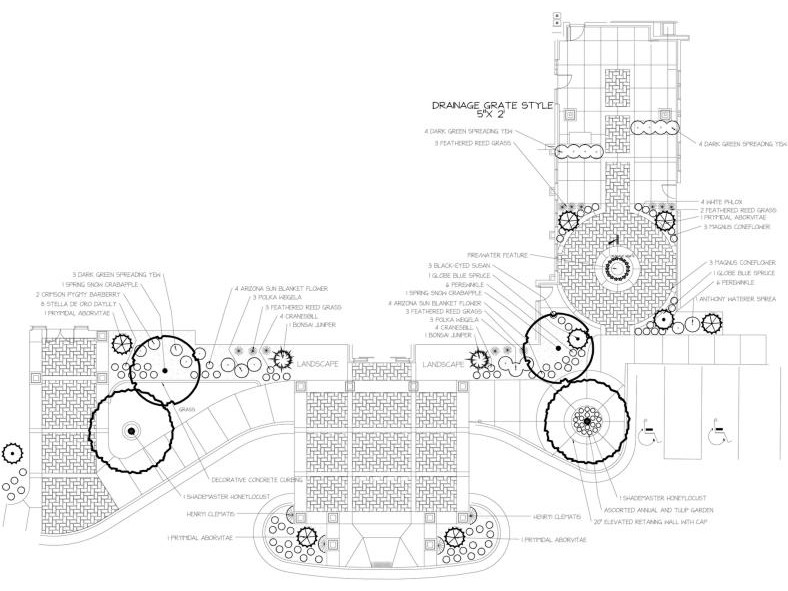 DRAINAGE GRATE STYLE
5"X 2'
4 DARK GREEN SPREADING YEW
3 FEATHERED REED GRASS
4 DARK GREEN SPREADING YEW
4 WHITE PHLOX
2 FEATHERED REED GRASS
1 PRYMIDAL ABORVITAE
3 MAGNUS CONEFLOWER
FIRE/WATER FEATURE
3 BLACK-EYED SUSAN
1 GLOBE BLUE SPRUCE
6 PERIWINKLE
1 SPRING SNOW CRABAPPLE
4 ARIZONA SUN BLANKET FLOWER
3 FEATHERED REED GRASS
3 POLKA WEIGELA
4 CRANESBILL
1 BONSAI JUNIPER
3 MAGNUS CONEFLOWER
1 GLOBE BLUE SPRUCE
6 PERIWINKLE
1 ANTHONY WATERER SPIREA
3 DARK GREEN SPREADING YEW
1 SPRING SNOW CRABAPPLE
2 CRIMSON PYGMY BARBERRY
8 STELLA DE ORO DAYLILY
1 PRYMIDAL ABORVITAE
4 ARIZONA SUN BLANKET FLOWER
3 POLKA WEIGELA
3 FEATHERED REED GRASS
4 CRANESBILL
1 BONSAI JUNIPER
LANDSCAPE
LANDSCAPE
GRASS
DECORATIVE CONCRETE CURBING
1 SHADEMASTER HONEYLOCUST
HENRYI CLEMATIS
1 PRYMIDAL ABORVITAE
HENRYI CLEMATIS
1 PRYMIDAL ABORVITAE
1 SHADEMASTER HONEYLOCUST
ASSORTED ANNUAL AND TULIP GARDEN
20" ELEVATED RETAINING WALL WITH CAP